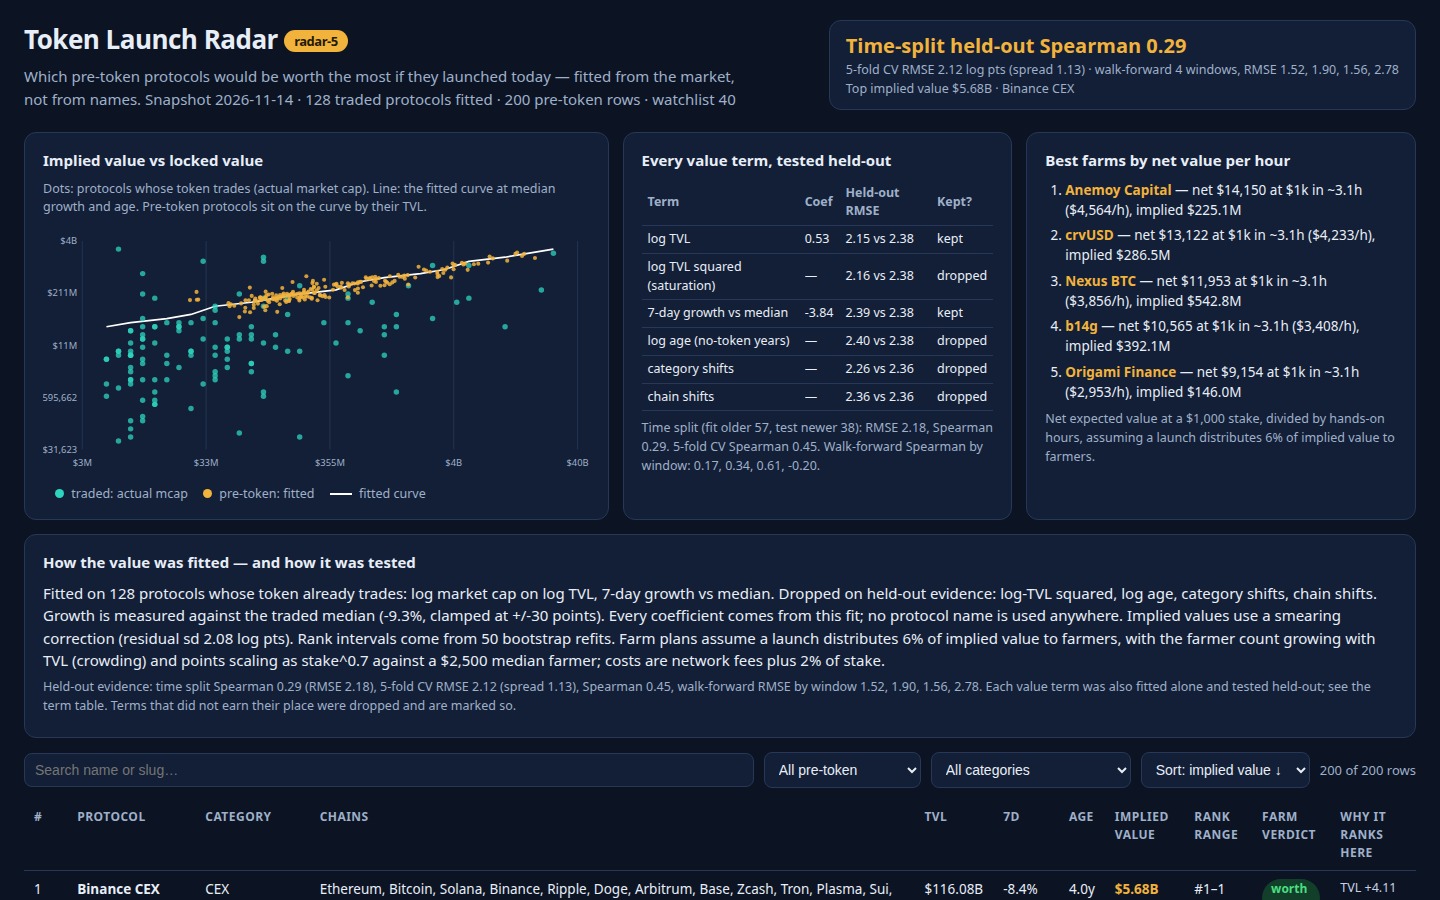 Token Launch Radar radar-5
Which pre-token protocols would be worth the most if they launched today — fitted from the market,
not from names. Snapshot 2026-11-14 · 128 traded protocols fitted · 200 pre-token rows · watchlist 40
Time-split held-out Spearman 0.29
5-fold CV RMSE 2.12 log pts (spread 1.13) · walk-forward 4 windows, RMSE 1.52, 1.90, 1.56, 2.78
Top implied value $5.68B · Binance CEX
Implied value vs locked value
Dots: protocols whose token trades (actual market cap). Line: the fitted curve at median
growth and age. Pre-token protocols sit on the curve by their TVL.
$4B
$211M
$11M
595,662
$31,623
$3M $33M $355M $4B $40B
traded: actual mcap pre-token: fitted fitted curve
Every value term, tested held-out
Term Coef Held-out RMSE Kept?
log TVL 0.53 2.15 vs 2.38 kept
log TVL squared (saturation) — 2.16 vs 2.38 dropped
7-day growth vs median -3.84 2.39 vs 2.38 kept
log age (no-token years) — 2.40 vs 2.38 dropped
category shifts — 2.26 vs 2.36 dropped
chain shifts — 2.36 vs 2.36 dropped
Time split (fit older 57, test newer 38): RMSE 2.18, Spearman
0.29. 5-fold CV Spearman 0.45. Walk-forward Spearman by
window: 0.17, 0.34, 0.61, -0.20.
Best farms by net value per hour
1. Anemoy Capital — net $14,150 at $1k in ~3.1h
($4,564/h), implied $225.1M
2. crvUSD — net $13,122 at $1k in ~3.1h ($4,233/h),
implied $286.5M
3. Nexus BTC — net $11,953 at $1k in ~3.1h
($3,856/h), implied $542.8M
4. b14g — net $10,565 at $1k in ~3.1h ($3,408/h),
implied $392.1M
5. Origami Finance — net $9,154 at $1k in ~3.1h
($2,953/h), implied $146.0M
Net expected value at a $1,000 stake, divided by hands-on
hours, assuming a launch distributes 6% of implied value to
farmers.
How the value was fitted — and how it was tested
Fitted on 128 protocols whose token already trades: log market cap on log TVL, 7-day growth vs median. Dropped on held-out evidence: log-TVL squared, log age, category shifts, chain shifts.
Growth is measured against the traded median (-9.3%, clamped at +/-30 points). Every coefficient comes from this fit; no protocol name is used anywhere. Implied values use a smearing
correction (residual sd 2.08 log pts). Rank intervals come from 50 bootstrap refits. Farm plans assume a launch distributes 6% of implied value to farmers, with the farmer count growing with
TVL (crowding) and points scaling as stake^0.7 against a $2,500 median farmer; costs are network fees plus 2% of stake.
Held-out evidence: time split Spearman 0.29 (RMSE 2.18), 5-fold CV RMSE 2.12 (spread 1.13), Spearman 0.45, walk-forward RMSE by window 1.52, 1.90, 1.56, 2.78. Each value term was also fitted alone and tested held-out; see the
term table. Terms that did not earn their place were dropped and are marked so.
Search name or slug… All pre-token All categories Sort: implied value ↓ 200 of 200 rows
# PROTOCOL CATEGORY CHAINS TVL 7D AGE IMPLIED VALUE RANK RANGE FARM VERDICT WHY IT RANKS HERE
1 Binance CEX CEX Ethereum, Bitcoin, Solana, Binance, Ripple, Doge, Arbitrum, Base, Zcash, Tron, Plasma, Sui, $116.08B -8.4% 4.0y $5.68B #1–1 worth TVL +4.11